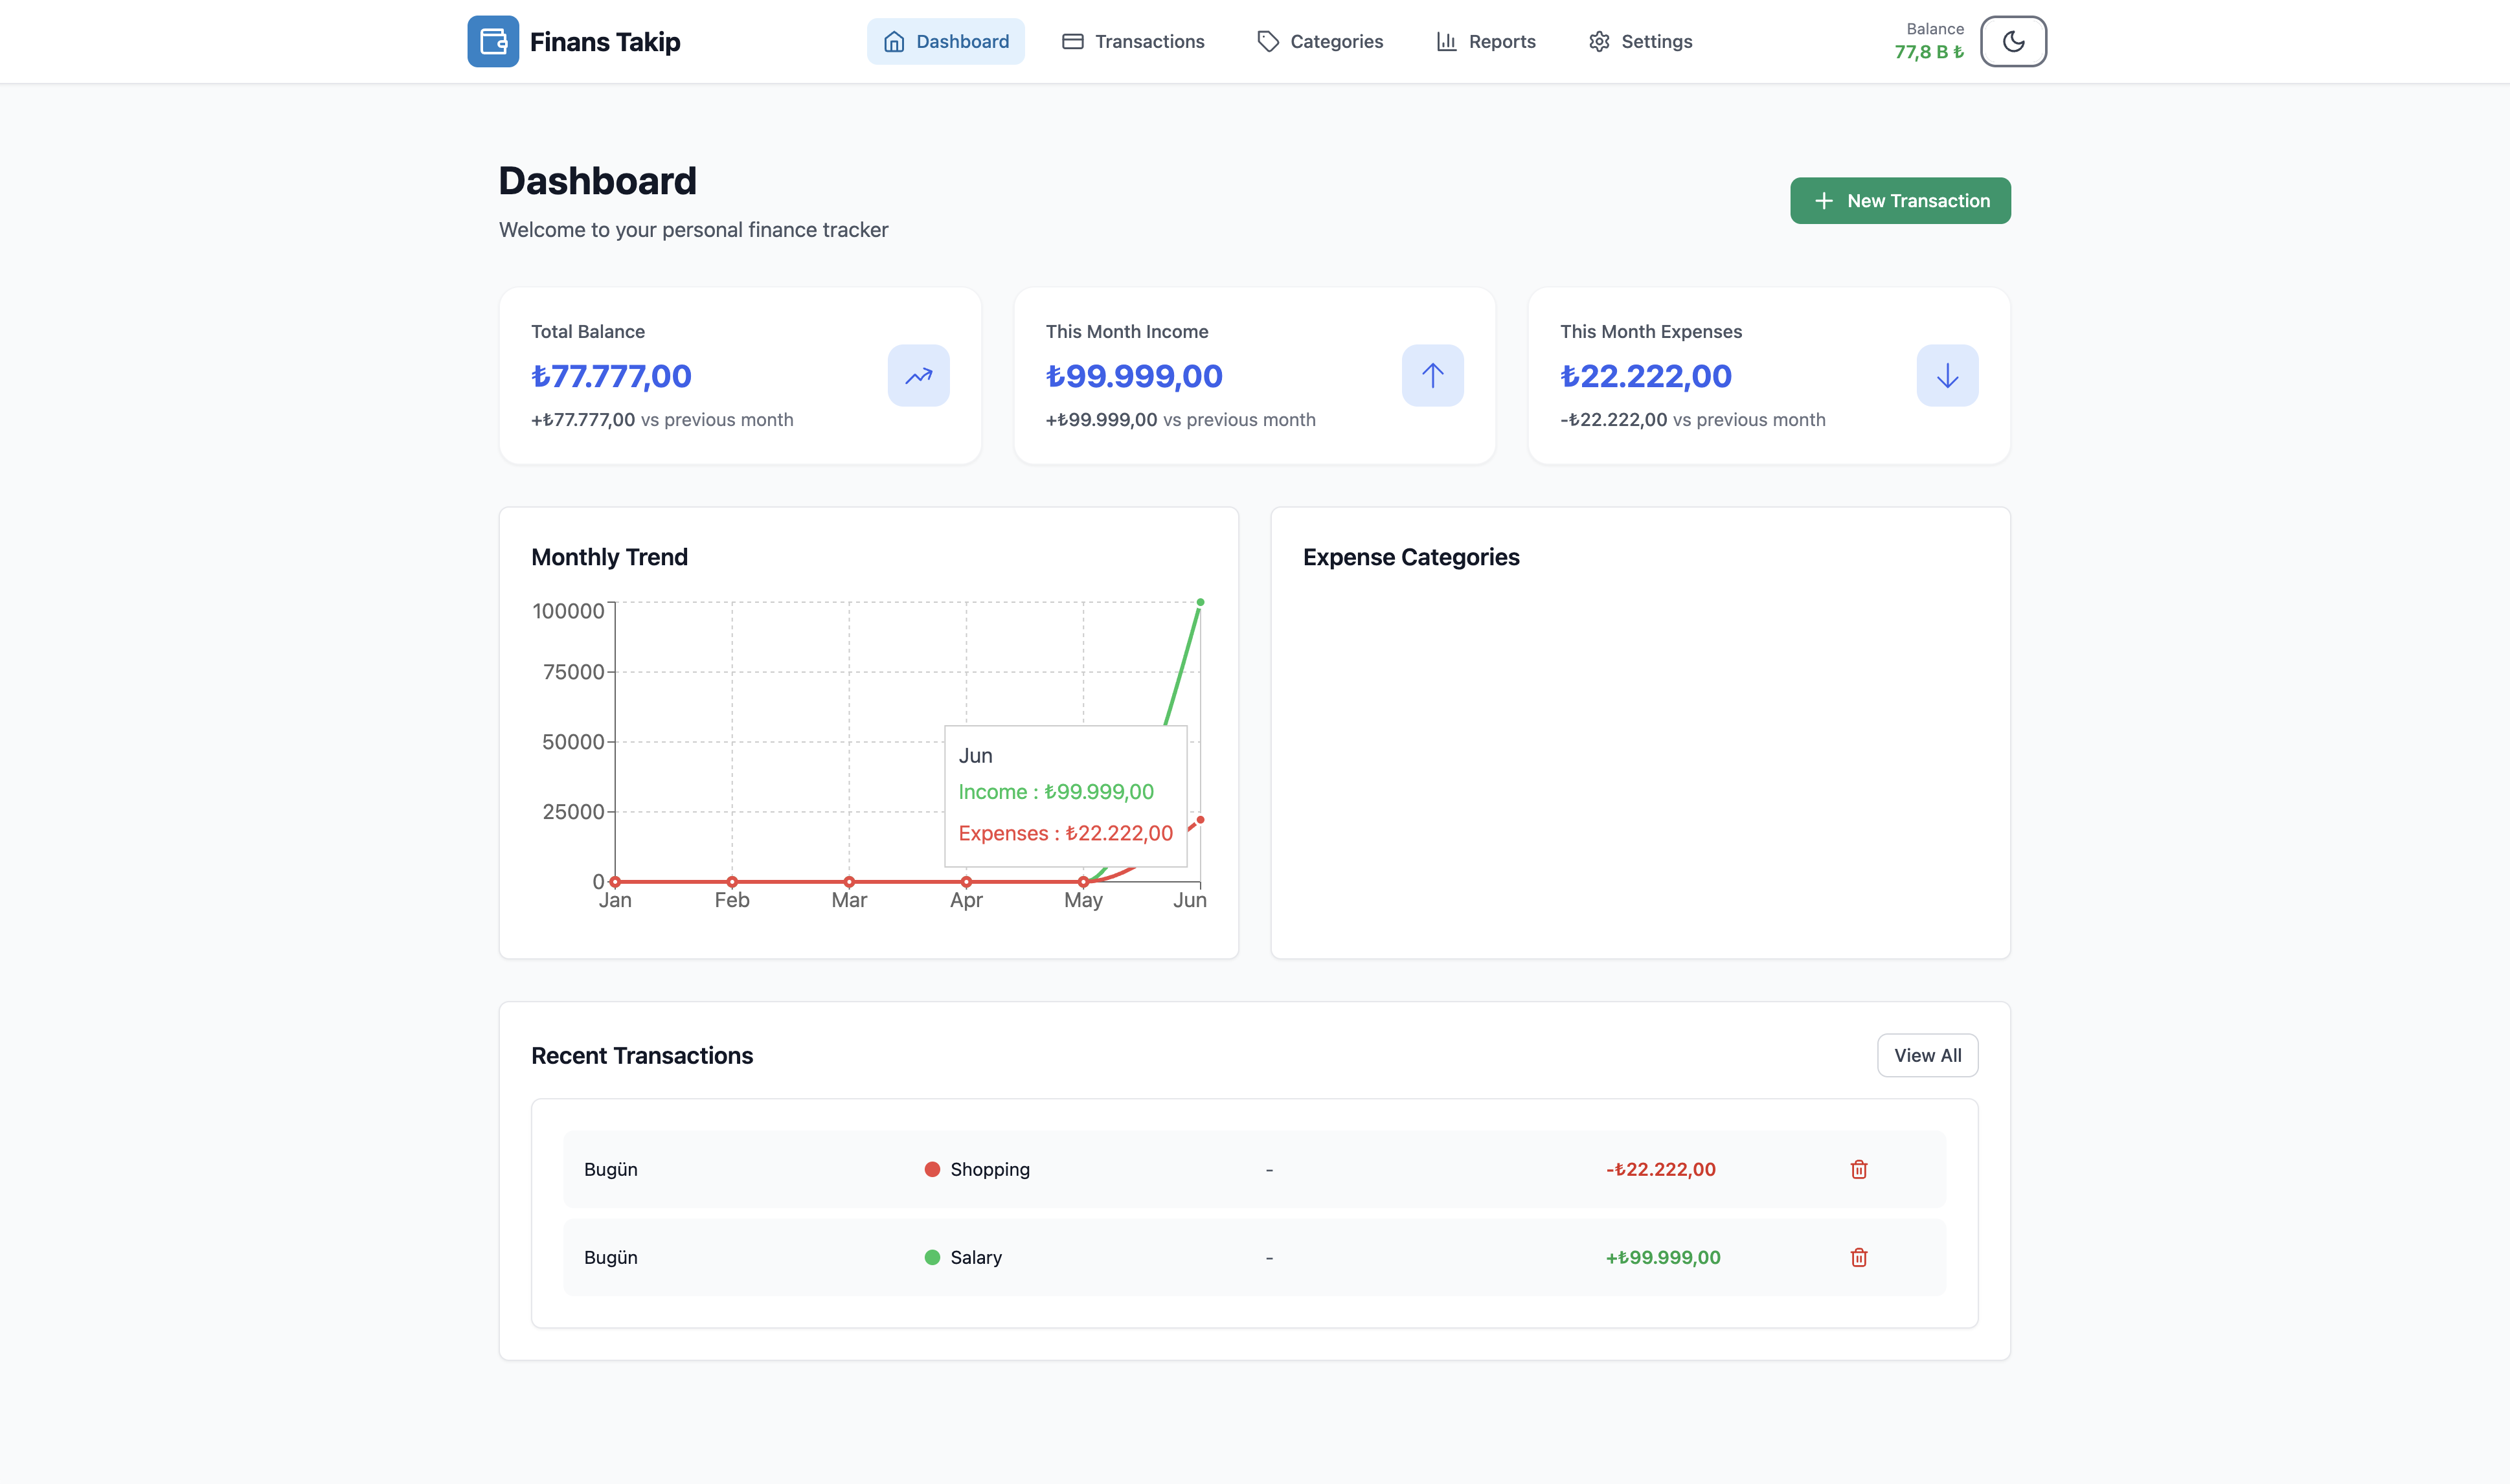 Finans Takip
Dashboard
Transactions
Categories
Reports
Settings
Balance
77,8 B ₺
Dashboard
Welcome to your personal finance tracker
New Transaction
Total Balance
₺77.777,00
+₺77.777,00 vs previous month
This Month Income
₺99.999,00
+₺99.999,00 vs previous month
This Month Expenses
₺22.222,00
-₺22.222,00 vs previous month
Monthly Trend
100000
75000
50000
25000
0
Jan
Feb
Mar
Apr
May
Jun
Jun
Income : ₺99.999,00
Expenses : ₺22.222,00
Expense Categories
Recent Transactions
View All
Bugün Shopping - -₺22.222,00
Bugün Salary - +₺99.999,00